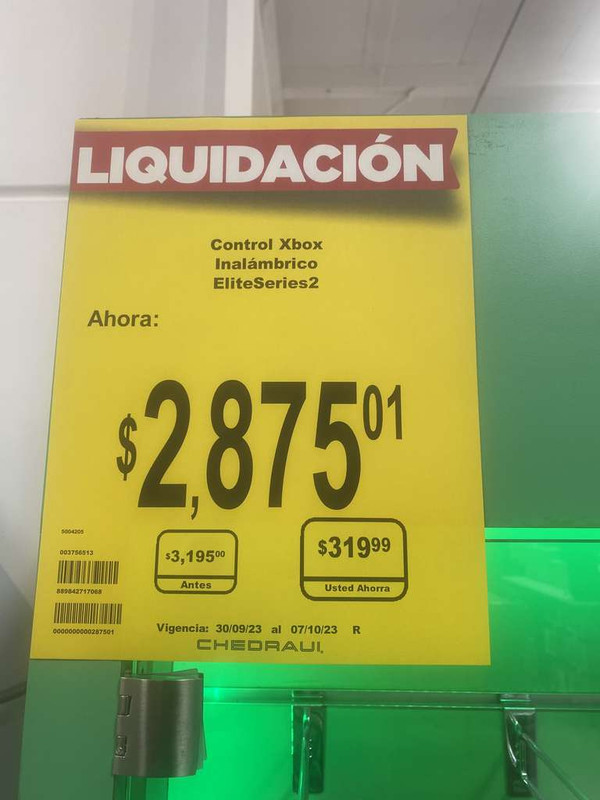 LIQUIDACIÓN
Control Xbox
Inalámbrico
EliteSeries2
Ahora:
$2,875.01
$3,195.00
Antes
$319.99
Usted Ahorra
5004205
003756513
889842717068
0000000000287501
Vigencia: 30/09/23 al 07/10/23 R
CHEDRAUI.